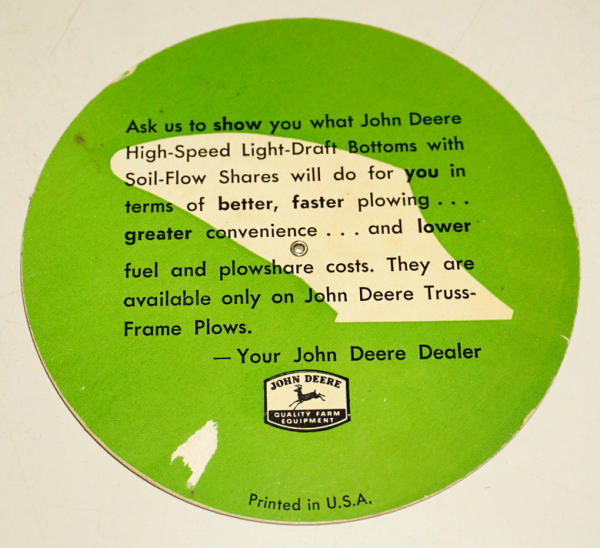 Ask us to show you what John Deere
High-Speed Light-Draft Bottoms with
Soil-Flow Shares will do for you in
terms of better, faster plowing . . .
greater convenience . . . and lower
fuel and plowshare costs. They are
available only on John Deere Truss-
Frame Plows.
— Your John Deere Dealer
JOHN DEERE
QUALITY FARM
EQUIPMENT
Printed in U.S.A.